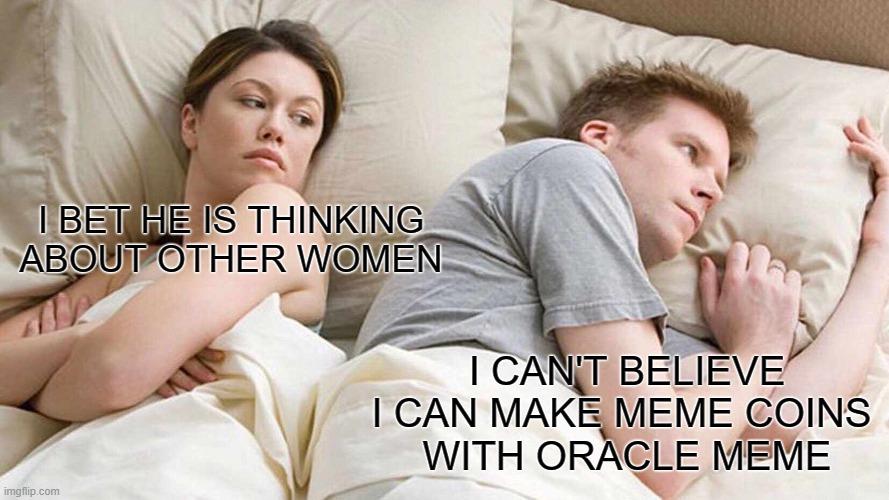 I BET HE IS THINKING
ABOUT OTHER WOMEN
I CAN'T BELIEVE
I CAN MAKE MEME COINS
WITH ORACLE MEME
imgflip.com